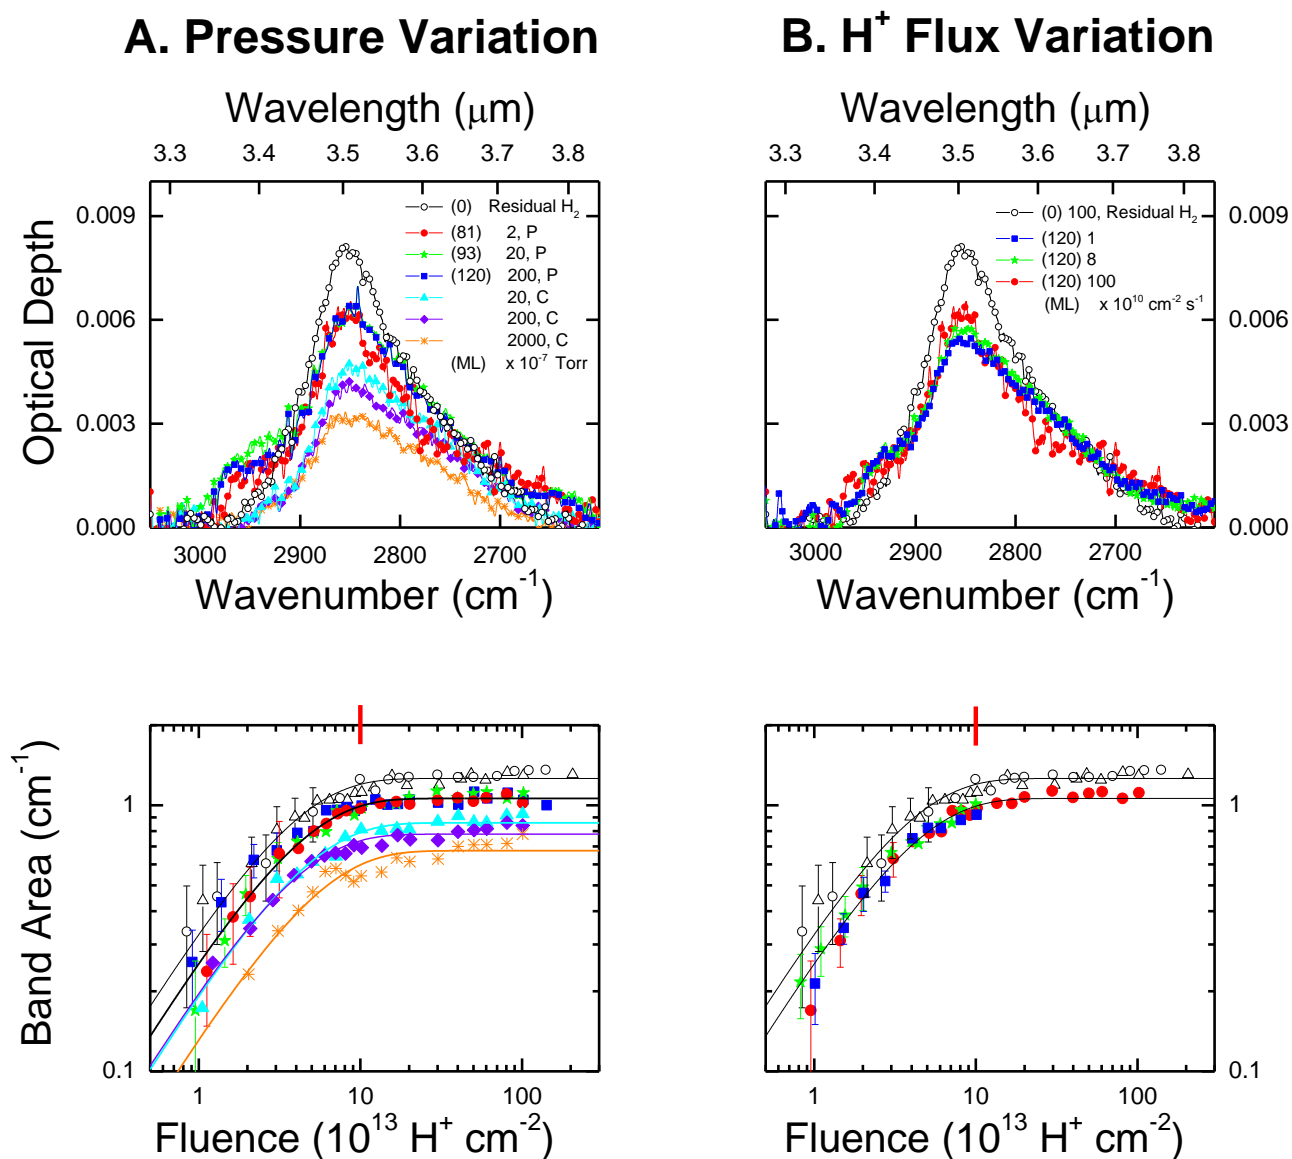 A. Pressure Variation
Wavelength (μm)
3.3 3.4 3.5 3.6 3.7 3.8
Optical Depth
0.009
0.006
0.003
0.000
(0) Residual H₂
(81) 2, P
(93) 20, P
(120) 200, P
20, C
200, C
2000, C
(ML) x 10⁻⁷ Torr
3000 2900 2800 2700
Wavenumber (cm⁻¹)
B. H⁺ Flux Variation
Wavelength (μm)
3.3 3.4 3.5 3.6 3.7 3.8
(0) 100, Residual H₂
(120) 1
(120) 8
(120) 100
(ML) x 10¹⁰ cm⁻² s⁻¹
0.009
0.006
0.003
0.000
3000 2900 2800 2700
Wavenumber (cm⁻¹)
Band Area (cm⁻¹)
1
0.1
1 10 100
Fluence (10¹³ H⁺ cm⁻²)
1
0.1
1 10 100
Fluence (10¹³ H⁺ cm⁻²)